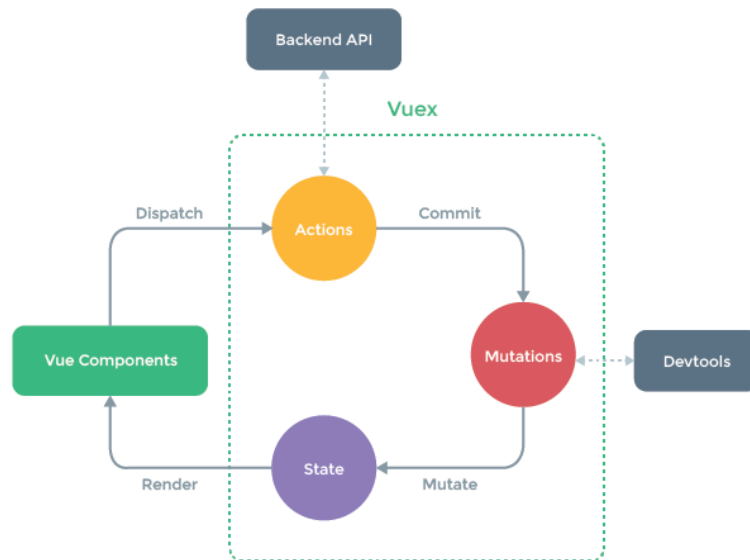 Backend API
Vuex
Dispatch
Commit
Actions
Vue Components
Mutations
Devtools
State
Render
Mutate